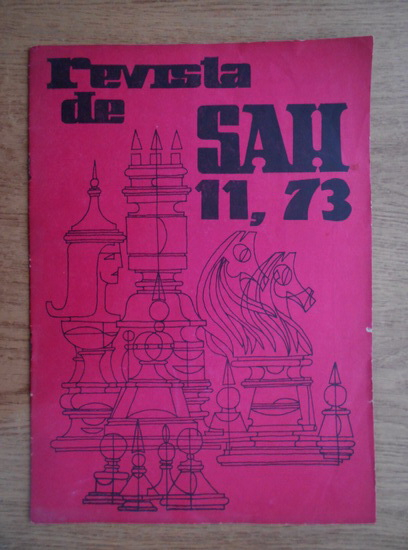 revista
de
SAH
11, 73